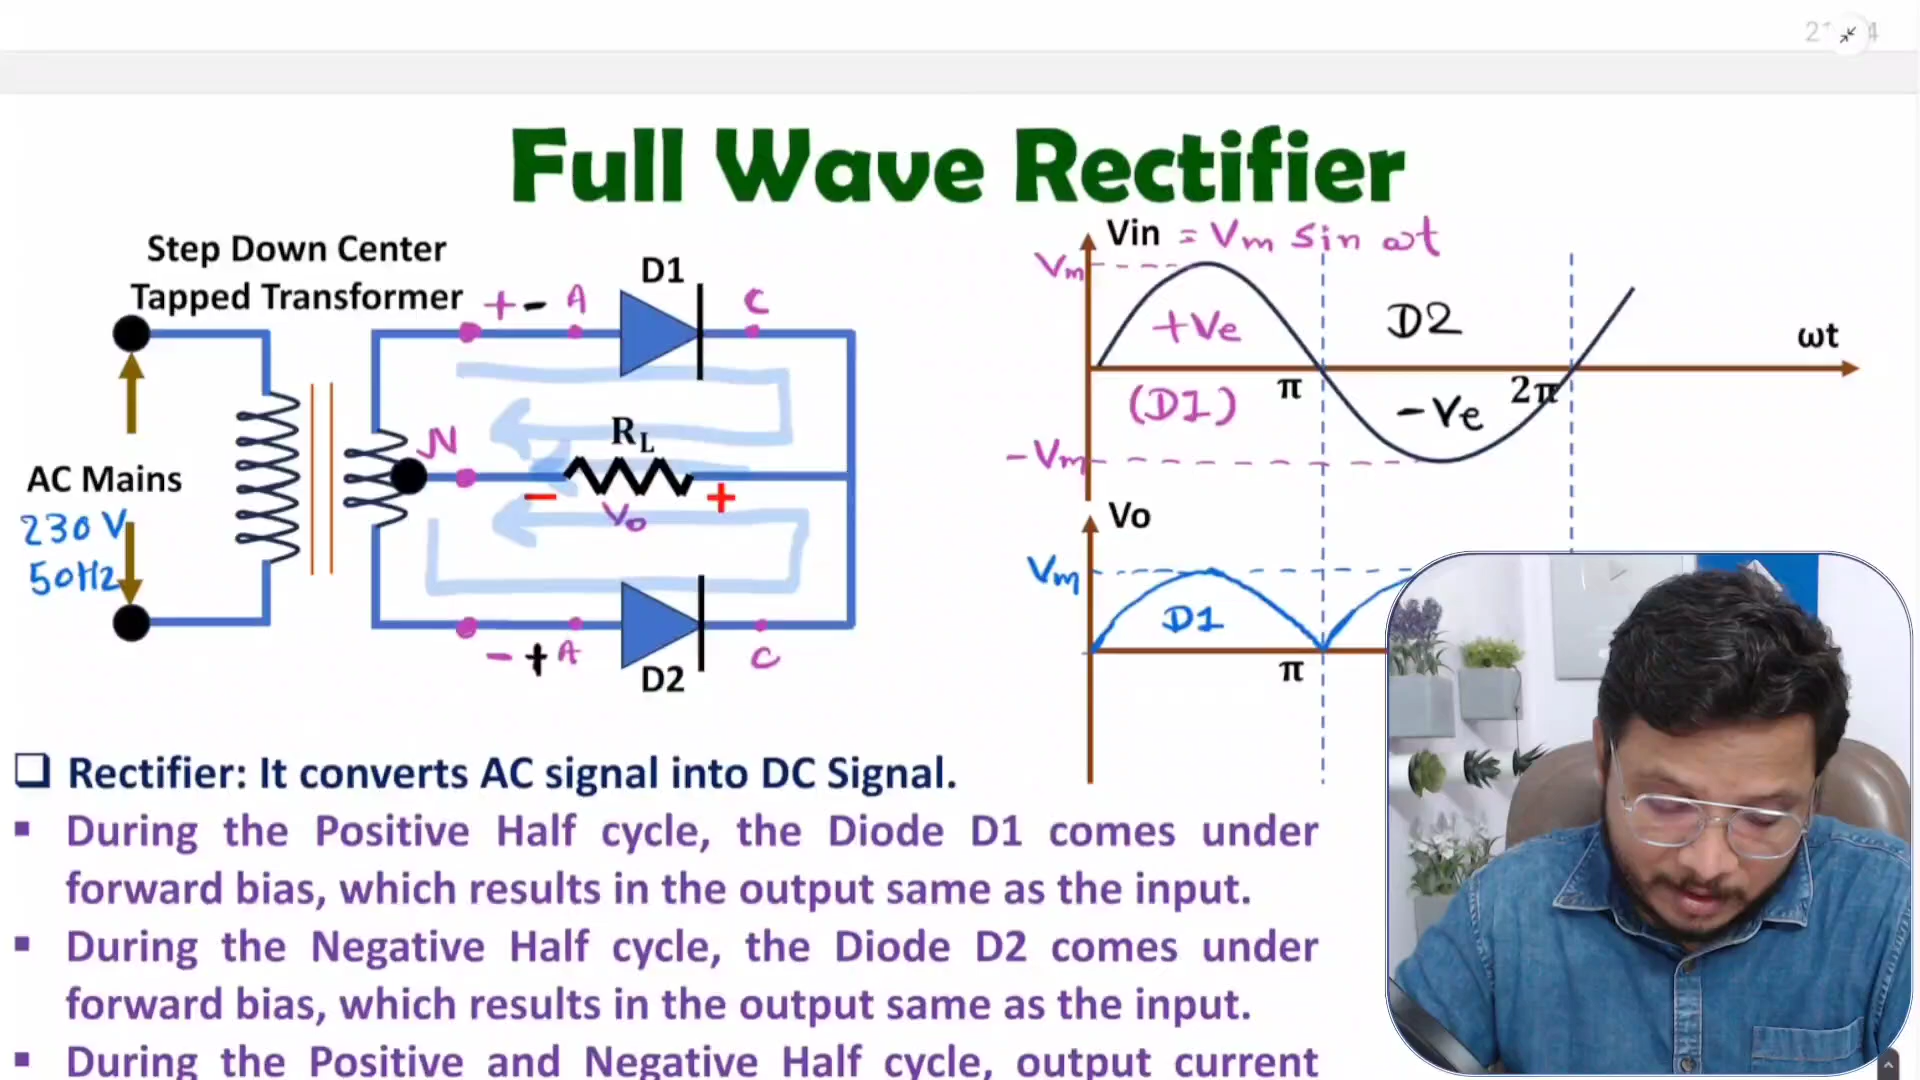 Full Wave Rectifier
Step Down Center
Tapped Transformer
D1
+ - A
C
AC Mains
230 V
50Hz
N
RL
- +
Vo
- + A
C
D2
Vin = Vm sin ωt
Vm
+Ve
D2
ωt
(D1)
π
-Ve
2π
-Vm
Vo
Vm
D1
π
❑ Rectifier: It converts AC signal into DC Signal.
▪ During the Positive Half cycle, the Diode D1 comes under
forward bias, which results in the output same as the input.
▪ During the Negative Half cycle, the Diode D2 comes under
forward bias, which results in the output same as the input.
▪ During the Positive and Negative Half cycle, output current